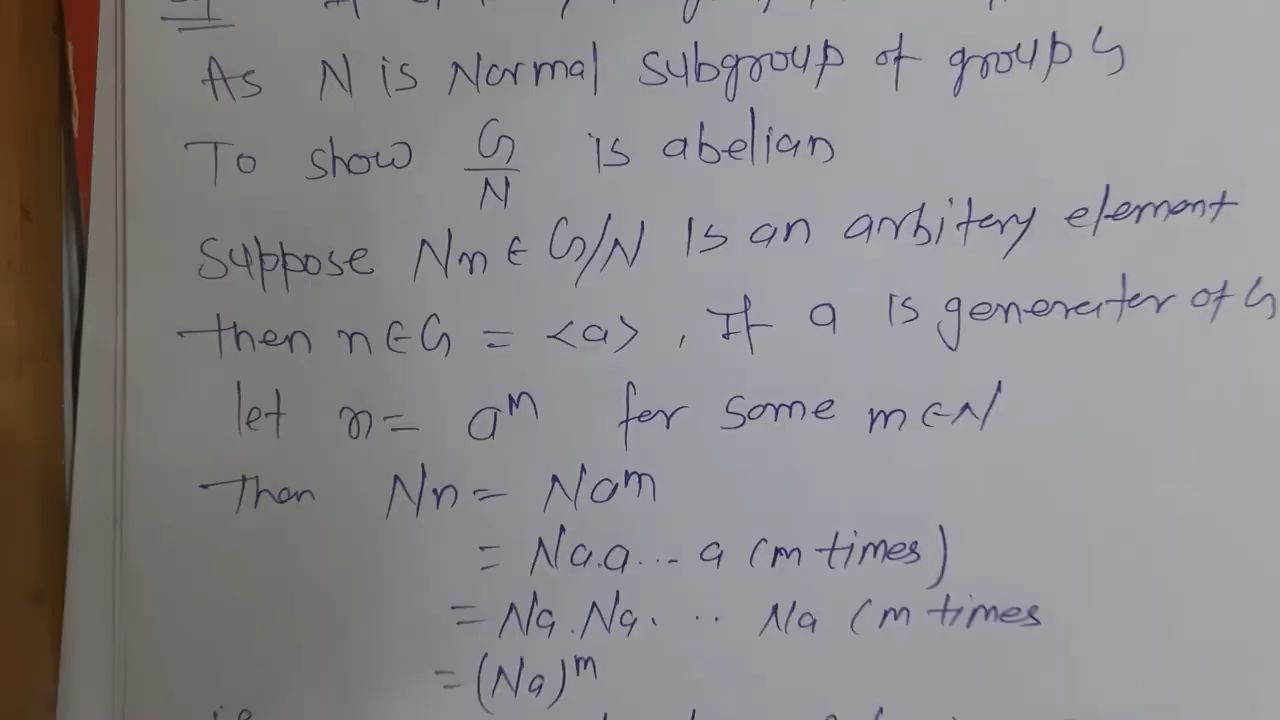 As N is Normal subgroup of group G
To show G/N is abelian
Suppose Nn ∈ G/N is an arbitary element
then n ∈ G = <a>, If a is generater of G
let n = a^m for some m ∈ N
Then Nn = Na^m
= Na.a... a (m times)
= Na.Na. .. Na (m times
= (Na)^m